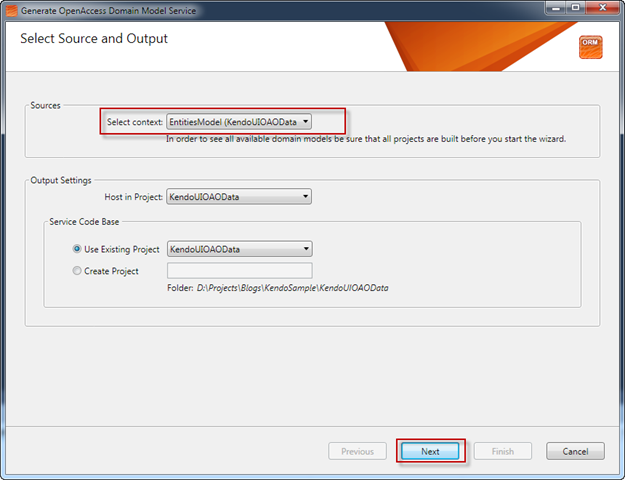 Generate OpenAccess Domain Model Service
Select Source and Output
ORM
Sources
Select context: EntitiesModel (KendoUIOAOData
In order to see all available domain models be sure that all projects are built before you start the wizard.
Output Settings
Host in Project: KendoUIOAOData
Service Code Base
Use Existing Project KendoUIOAOData
Create Project
Folder: D:\Projects\Blogs\KendoSample\KendoUIOAOData
Previous Next Finish Cancel